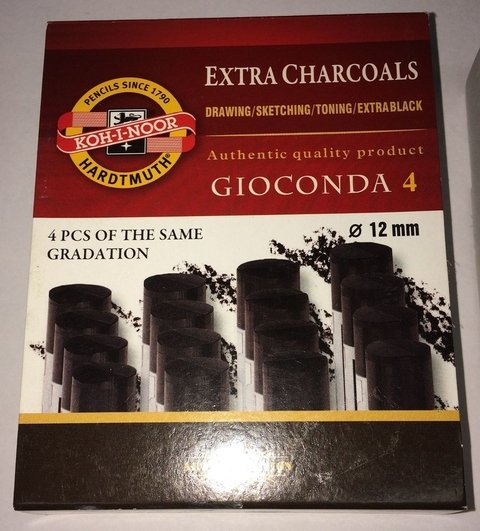 PENCILS SINCE 1790
KOH-I-NOOR
HARDTMUTH®
EXTRA CHARCOALS
DRAWING/SKETCHING/TONING/EXTRABLACK
Authentic quality product
GIOCONDA 4
4 PCS OF THE SAME
GRADATION
ø 12 mm